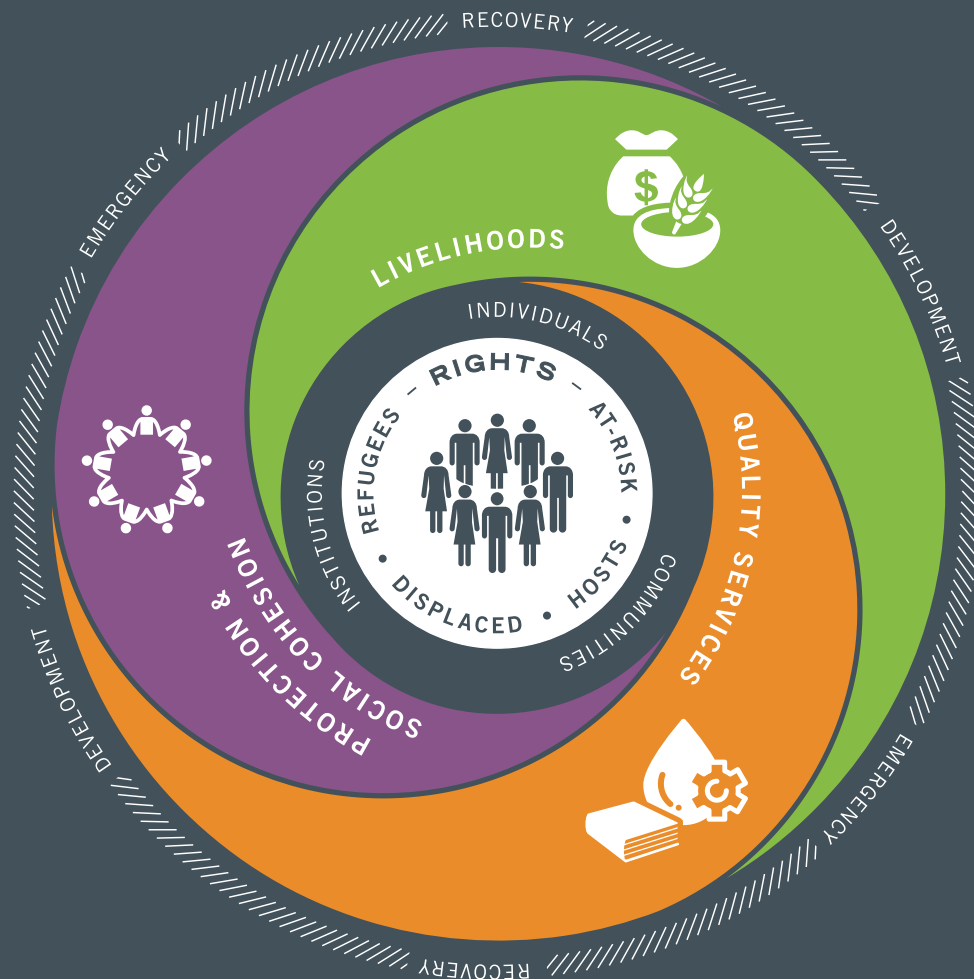 RECOVERY
DEVELOPMENT
EMERGENCY
RECOVERY
DEVELOPMENT
EMERGENCY
LIVELIHOODS
$
QUALITY SERVICES
PROTECTION &
SOCIAL COHESION
INDIVIDUALS
COMMUNITIES
INSTITUTIONS
– RIGHTS –
AT-RISK • HOSTS • DISPLACED • REFUGEES